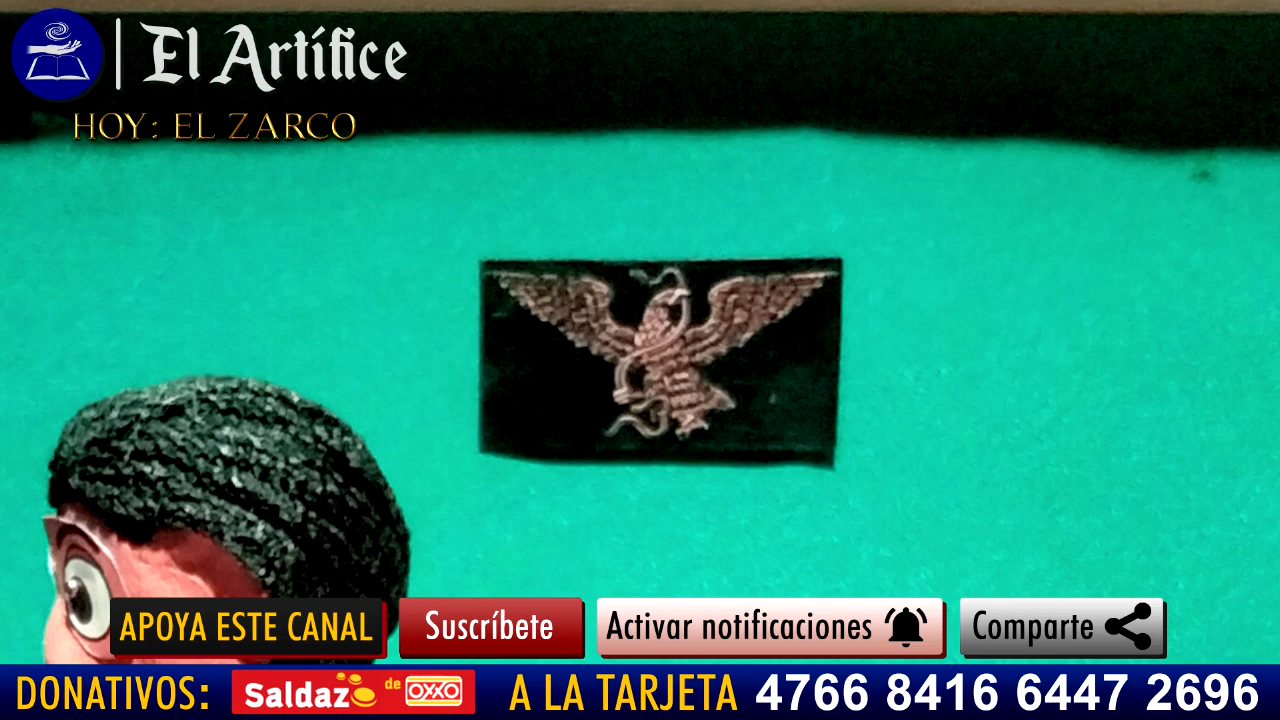 El Artífice
HOY: EL ZARCO
APOYA ESTE CANAL
Suscríbete
Activar notificaciones
Comparte
DONATIVOS: Saldazo de OXXO A LA TARJETA 4766 8416 6447 2696